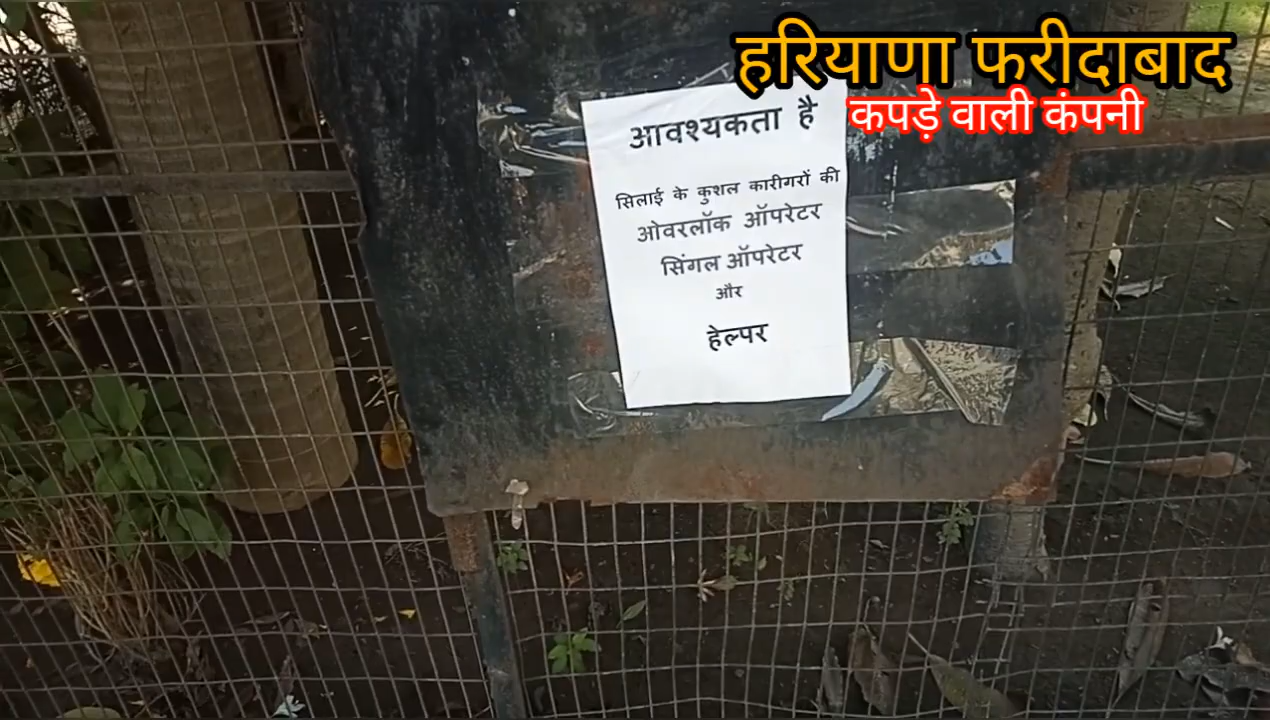 हरियाणा फरीदाबाद
कपड़े वाली कंपनी
आवश्यकता है
सिलाई के कुशल कारीगरों की
ओवरलॉक ऑपरेटर
सिंगल ऑपरेटर
और
हेल्पर